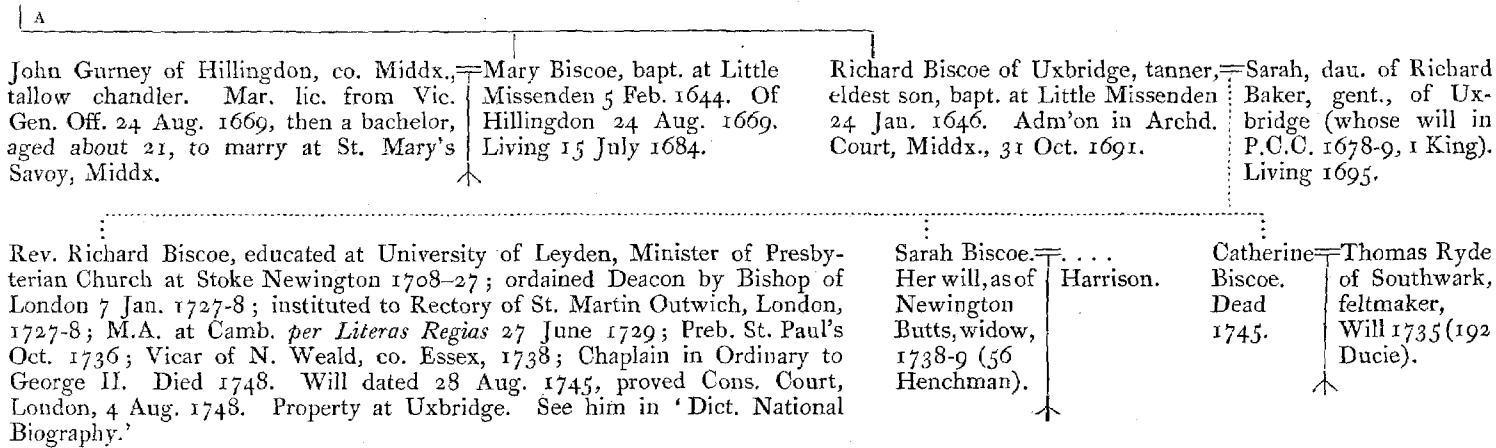 A
John Gurney of Hillingdon, co. Middx.,
tallow chandler. Mar. lic. from Vic.
Gen. Off. 24 Aug. 1669, then a bachelor,
aged about 21, to marry at St. Mary's
Savoy, Middx.
Mary Biscoe, bapt. at Little
Missenden 5 Feb. 1644. Of
Hillingdon 24 Aug. 1669.
Living 15 July 1684.
Richard Biscoe of Uxbridge, tanner,
eldest son, bapt. at Little Missenden
24 Jan. 1646. Adm'on in Archd.
Court, Middx., 31 Oct. 1691.
Sarah, dau. of Richard
Baker, gent., of Ux-
bridge (whose will in
P.C.C. 1678-9, 1 King).
Living 1695.
Rev. Richard Biscoe, educated at University of Leyden, Minister of Presby-
terian Church at Stoke Newington 1708–27; ordained Deacon by Bishop of
London 7 Jan. 1727-8; instituted to Rectory of St. Martin Outwich, London,
1727-8; M.A. at Camb. per Literas Regias 27 June 1729; Preb. St. Paul's
Oct. 1736; Vicar of N. Weald, co. Essex, 1738; Chaplain in Ordinary to
George II. Died 1748. Will dated 28 Aug. 1745, proved Cons. Court,
London, 4 Aug. 1748. Property at Uxbridge. See him in 'Dict. National
Biography.'
Sarah Biscoe.
Her will, as of
Newington
Butts, widow,
1738-9 (56
Henchman).
. . . .
Harrison.
Catherine
Biscoe.
Dead
1745.
Thomas Ryde
of Southwark,
feltmaker,
Will 1735 (192
Ducie).